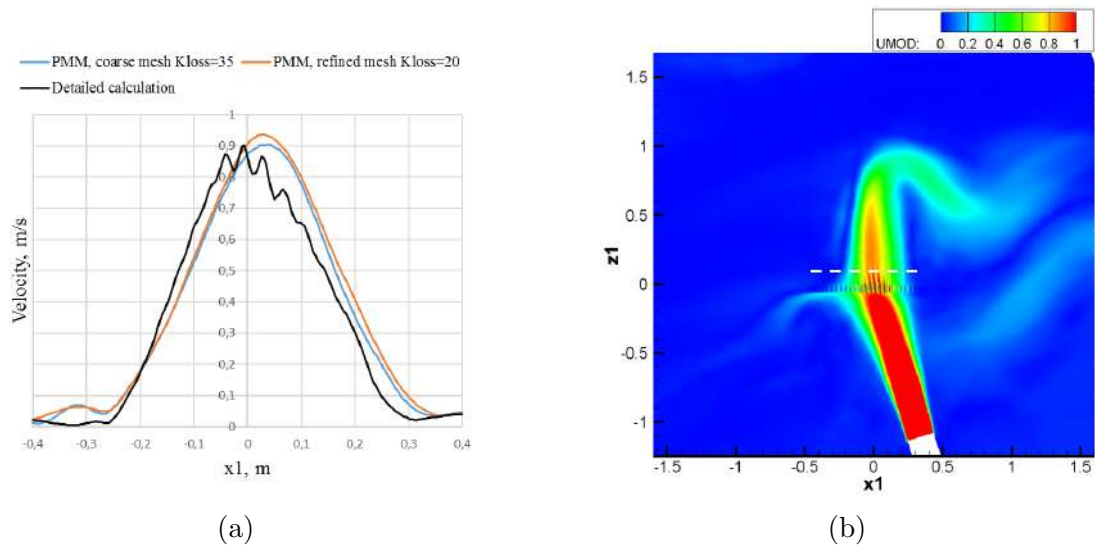 PMM, coarse mesh Kloss=35 PMM, refined mesh Kloss=20
Detailed calculation
Velocity, m/s
1
0,9
0,8
0,7
0,6
0,5
0,4
0,3
0,2
0,1
0
-0,4 -0,3 -0,2 -0,1 0 0,1 0,2 0,3 0,4
x1, m
(a)
UMOD: 0 0.2 0.4 0.6 0.8 1
z1
1.5
1
0.5
0
-0.5
-1
-1.5 -1 -0.5 0 0.5 1 1.5
x1
(b)